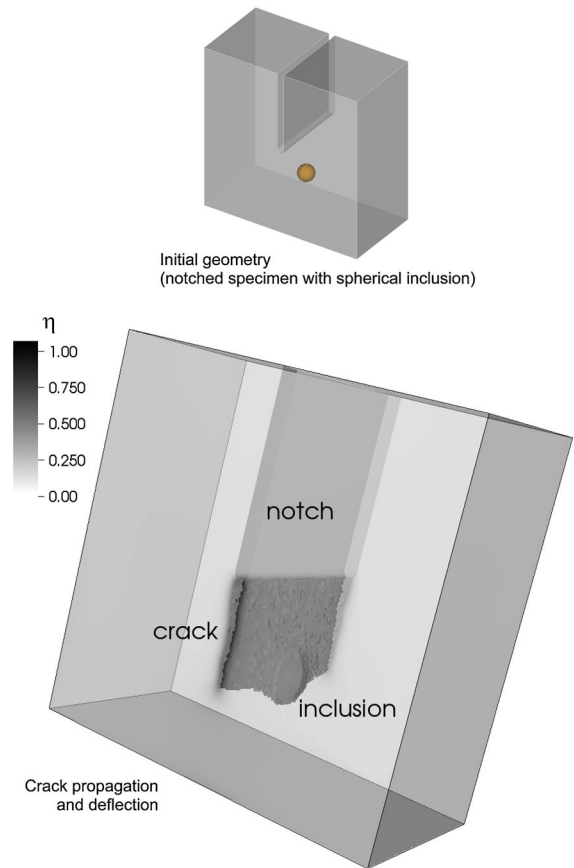 Initial geometry
(notched specimen with spherical inclusion)
η
1.00
0.750
0.500
0.250
0.00
notch
crack
inclusion
Crack propagation
and deflection